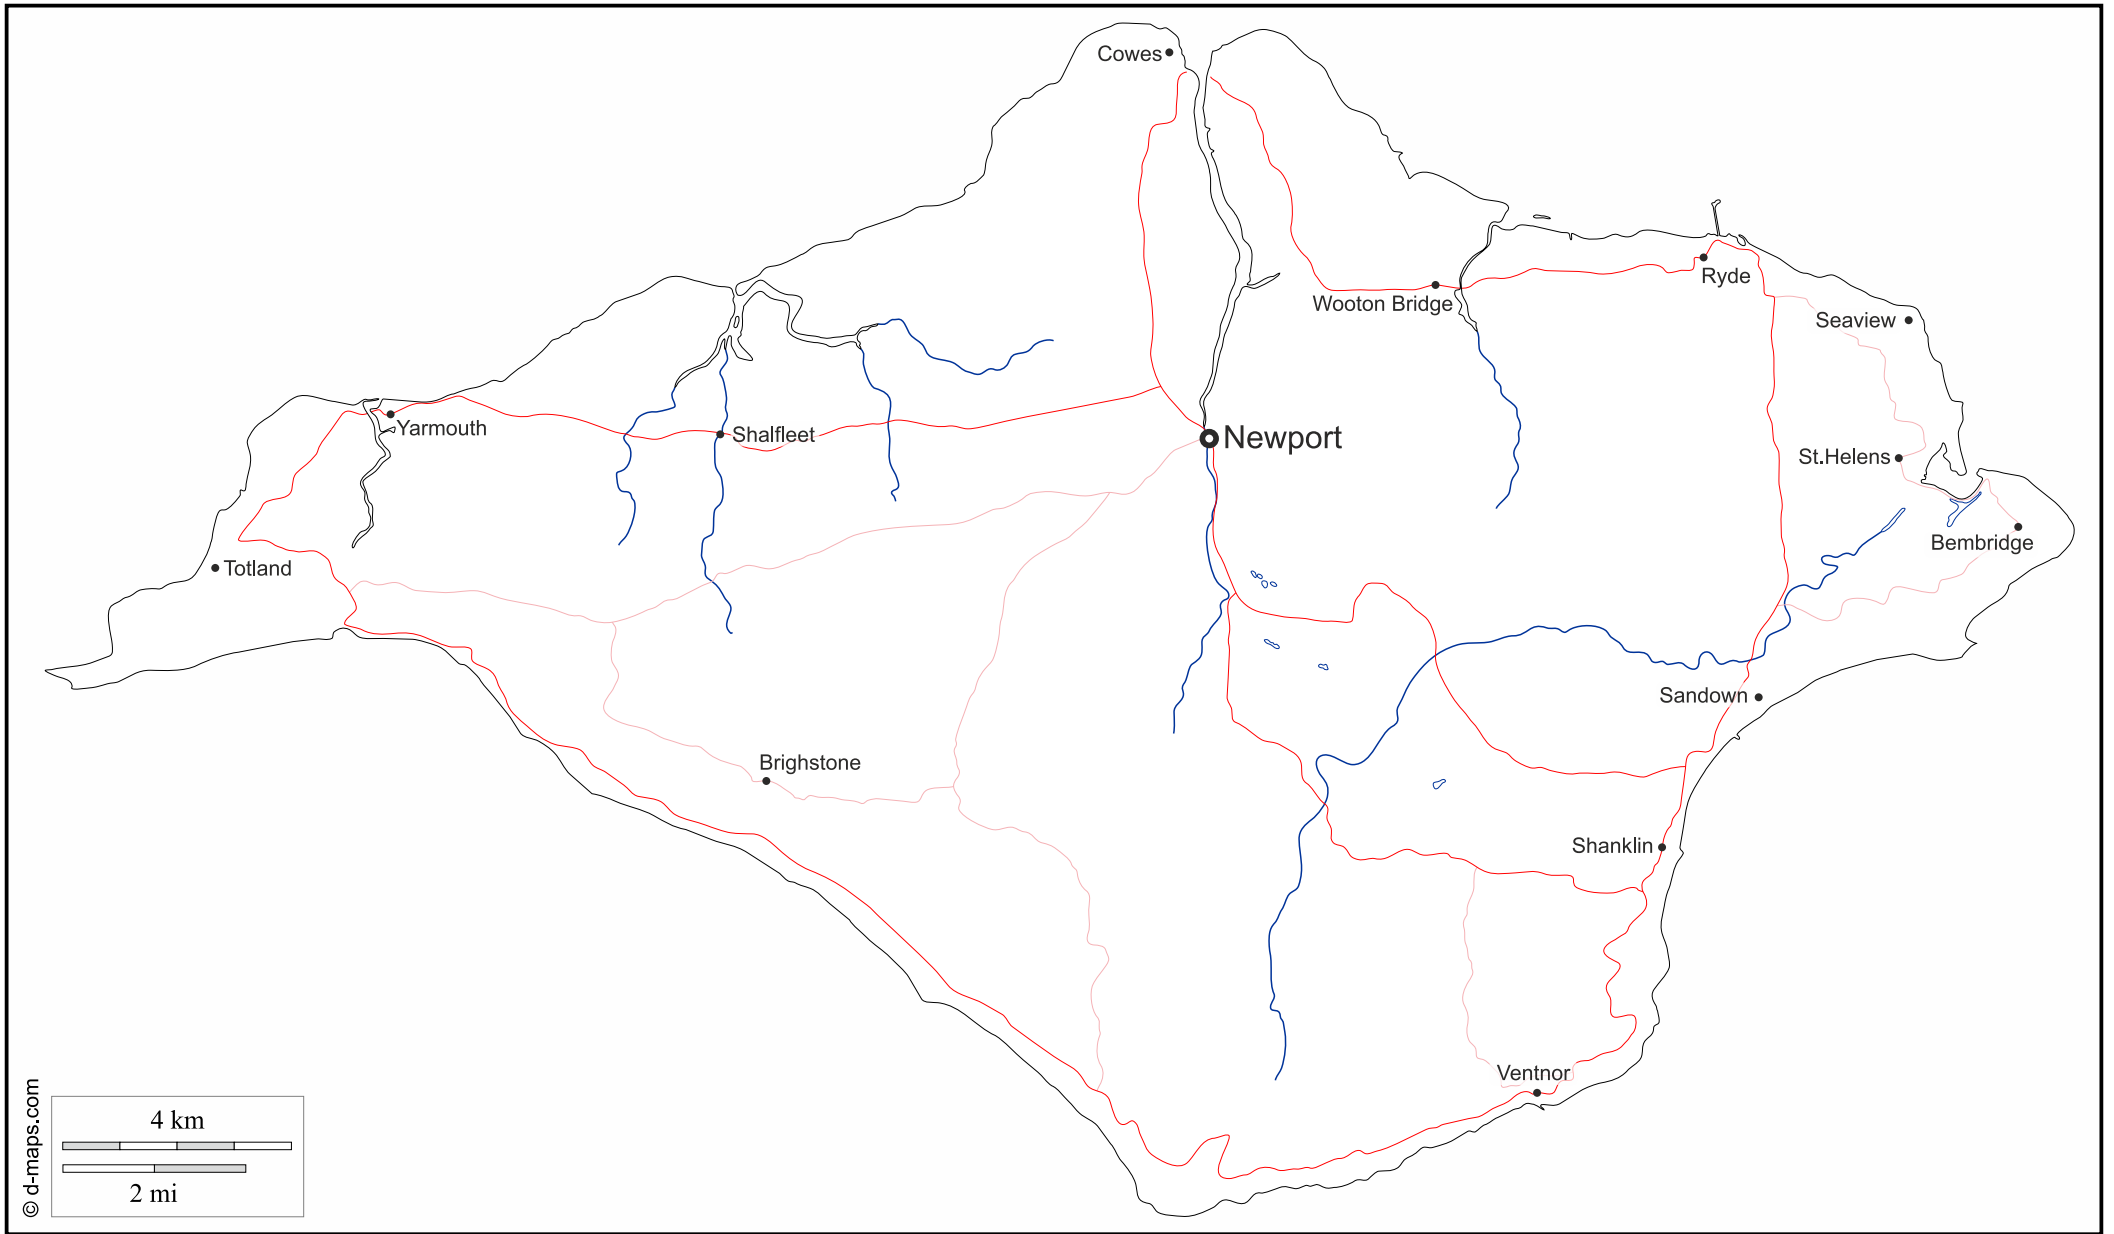 Cowes
Ryde
Wooton Bridge
Seaview
Yarmouth
Shalfleet
Newport
St.Helens
Bembridge
Totland
Sandown
Brighstone
Shanklin
Ventnor
4 km
2 mi
© d-maps.com